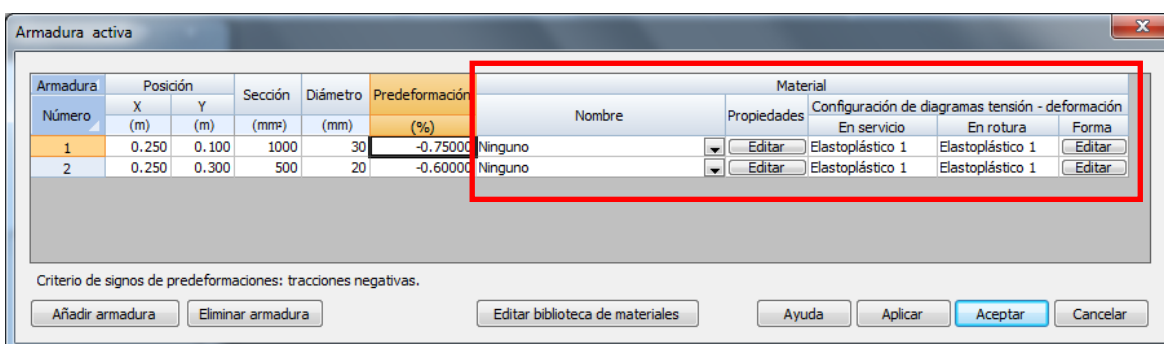 Armadura activa
x
Armadura Posición Sección Diámetro Predeformación Material
Número X Y Nombre Propiedades Configuración de diagramas tensión - deformación
(m) (m) (mm²) (mm) (%) En servicio En rotura Forma
1 0.250 0.100 1000 30 -0.75000 Ninguno Editar Elastoplástico 1 Elastoplástico 1 Editar
2 0.250 0.300 500 20 -0.60000 Ninguno Editar Elastoplástico 1 Elastoplástico 1 Editar
Criterio de signos de predeformaciones: tracciones negativas.
Añadir armadura Eliminar armadura Editar biblioteca de materiales Ayuda Aplicar Aceptar Cancelar